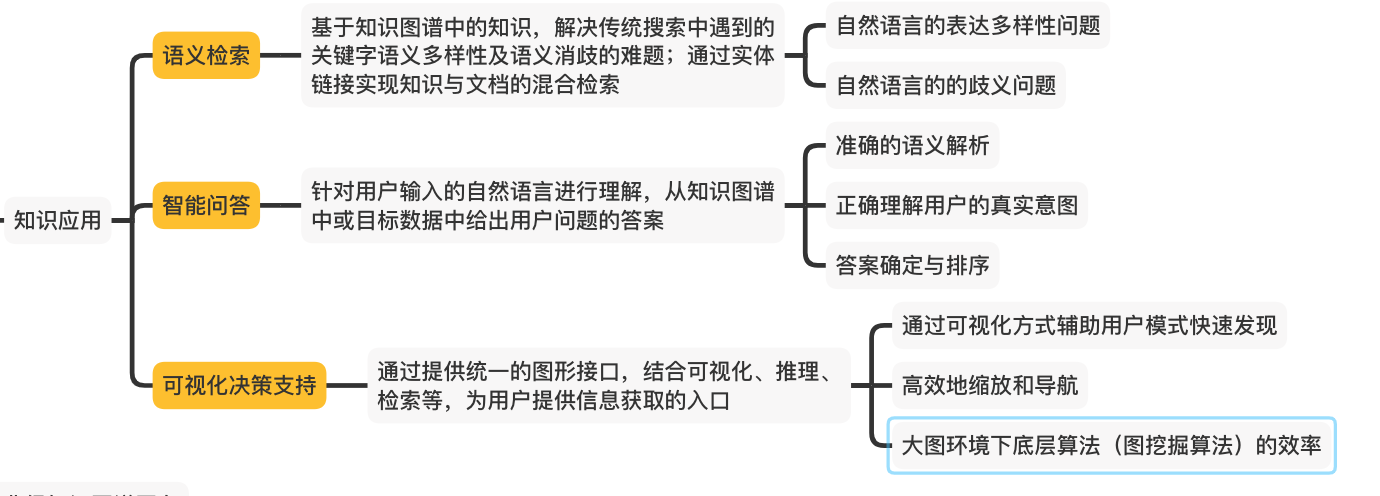 知识应用
语义检索
基于知识图谱中的知识，解决传统搜索中遇到的
关键字语义多样性及语义消歧的难题；通过实体
链接实现知识与文档的混合检索
自然语言的表达多样性问题
自然语言的的歧义问题
智能问答
针对用户输入的自然语言进行理解，从知识图谱
中或目标数据中给出用户问题的答案
准确的语义解析
正确理解用户的真实意图
答案确定与排序
可视化决策支持
通过提供统一的图形接口，结合可视化、推理、
检索等，为用户提供信息获取的入口
通过可视化方式辅助用户模式快速发现
高效地缩放和导航
大图环境下底层算法（图挖掘算法）的效率